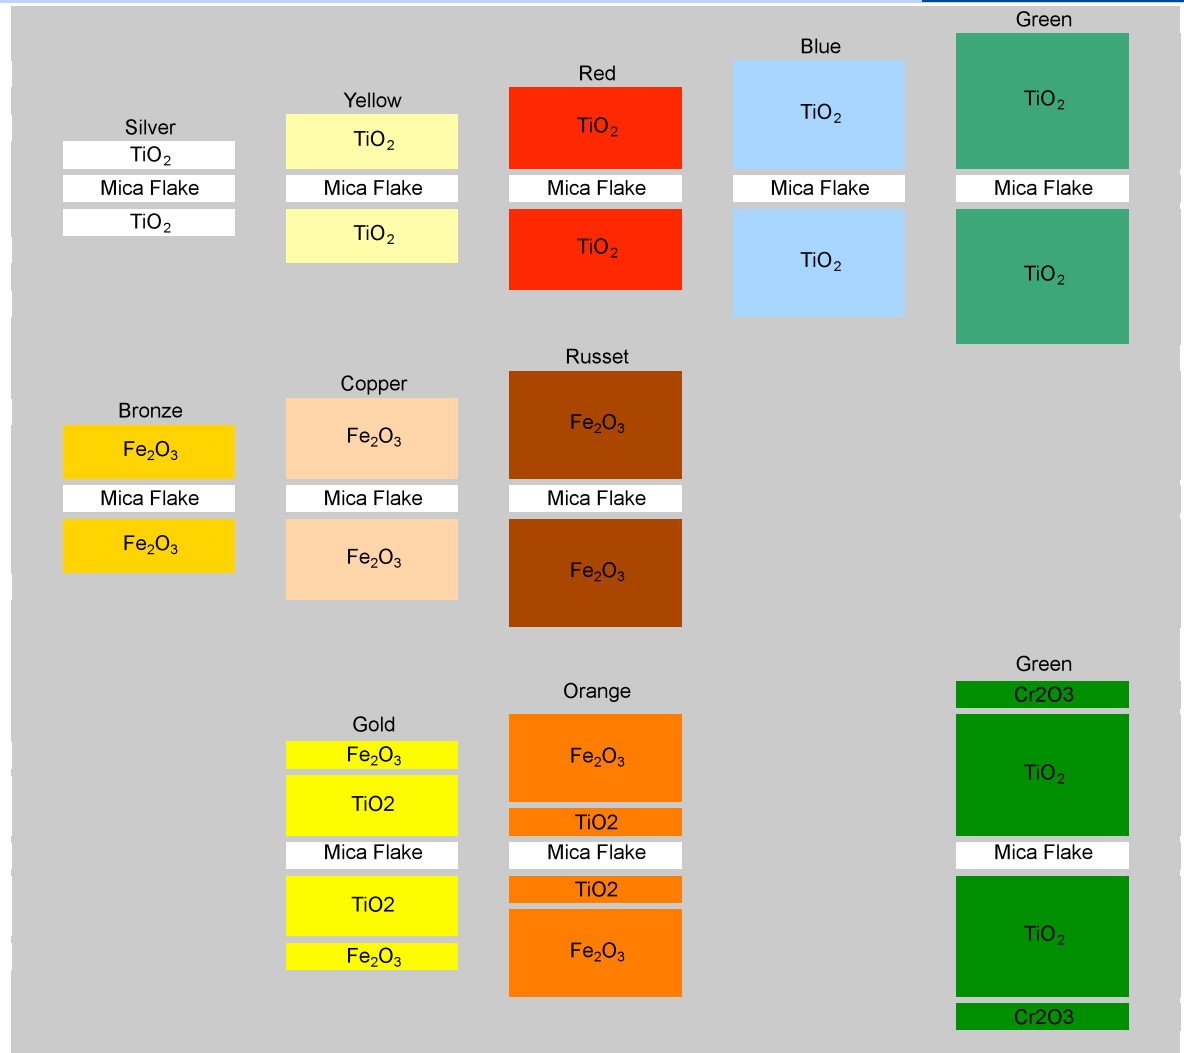 Silver
TiO₂
Mica Flake
TiO₂
Yellow
TiO₂
Mica Flake
TiO₂
Red
TiO₂
Mica Flake
TiO₂
Blue
TiO₂
Mica Flake
TiO₂
Green
TiO₂
Mica Flake
TiO₂
Bronze
Fe₂O₃
Mica Flake
Fe₂O₃
Copper
Fe₂O₃
Mica Flake
Fe₂O₃
Russet
Fe₂O₃
Mica Flake
Fe₂O₃
Gold
Fe₂O₃
TiO2
Mica Flake
TiO2
Fe₂O₃
Orange
Fe₂O₃
TiO2
Mica Flake
TiO2
Fe₂O₃
Green
Cr2O3
TiO₂
Mica Flake
TiO₂
Cr2O3